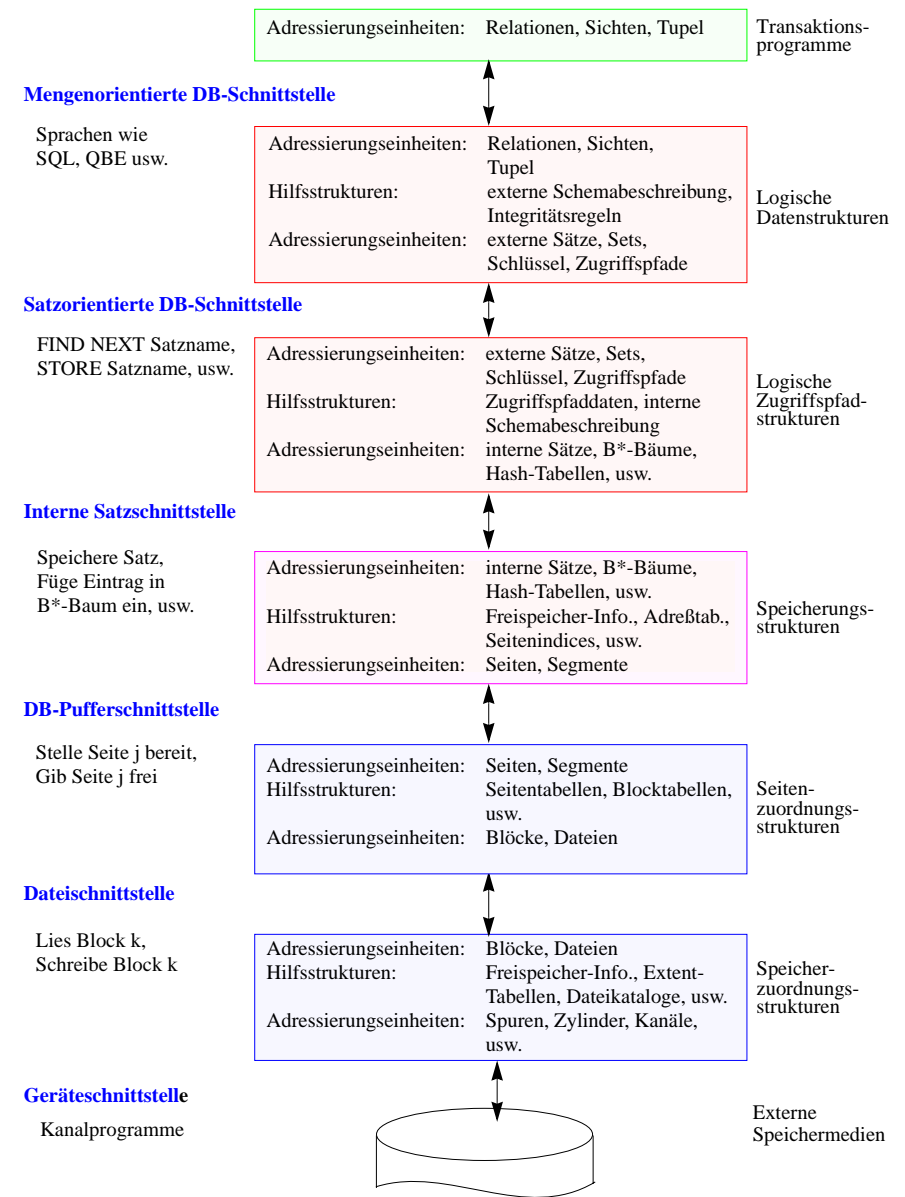 Adressierungseinheiten: Relationen, Sichten, Tupel
Transaktions-
programme
Mengenorientierte DB-Schnittstelle
Sprachen wie
SQL, QBE usw.
Adressierungseinheiten: Relationen, Sichten,
Tupel
Hilfsstrukturen: externe Schemabeschreibung,
Integritätsregeln
Adressierungseinheiten: externe Sätze, Sets,
Schlüssel, Zugriffspfade
Logische
Datenstrukturen
Satzorientierte DB-Schnittstelle
FIND NEXT Satzname,
STORE Satzname, usw.
Adressierungseinheiten: externe Sätze, Sets,
Schlüssel, Zugriffspfade
Hilfsstrukturen: Zugriffspfaddaten, interne
Schemabeschreibung
Adressierungseinheiten: interne Sätze, B*-Bäume,
Hash-Tabellen, usw.
Logische
Zugriffspfad-
strukturen
Interne Satzschnittstelle
Speichere Satz,
Füge Eintrag in
B*-Baum ein, usw.
Adressierungseinheiten: interne Sätze, B*-Bäume,
Hash-Tabellen, usw.
Hilfsstrukturen: Freispeicher-Info., Adreßtab.,
Seitenindices, usw.
Adressierungseinheiten: Seiten, Segmente
Speicherungs-
strukturen
DB-Pufferschnittstelle
Stelle Seite j bereit,
Gib Seite j frei
Adressierungseinheiten: Seiten, Segmente
Hilfsstrukturen: Seitentabellen, Blocktabellen,
usw.
Adressierungseinheiten: Blöcke, Dateien
Seiten-
zuordnungs-
strukturen
Dateischnittstelle
Lies Block k,
Schreibe Block k
Adressierungseinheiten: Blöcke, Dateien
Hilfsstrukturen: Freispeicher-Info., Extent-
Tabellen, Dateikataloge, usw.
Adressierungseinheiten: Spuren, Zylinder, Kanäle,
usw.
Speicher-
zuordnungs-
strukturen
Geräteschnittstelle
Kanalprogramme
Externe
Speichermedien